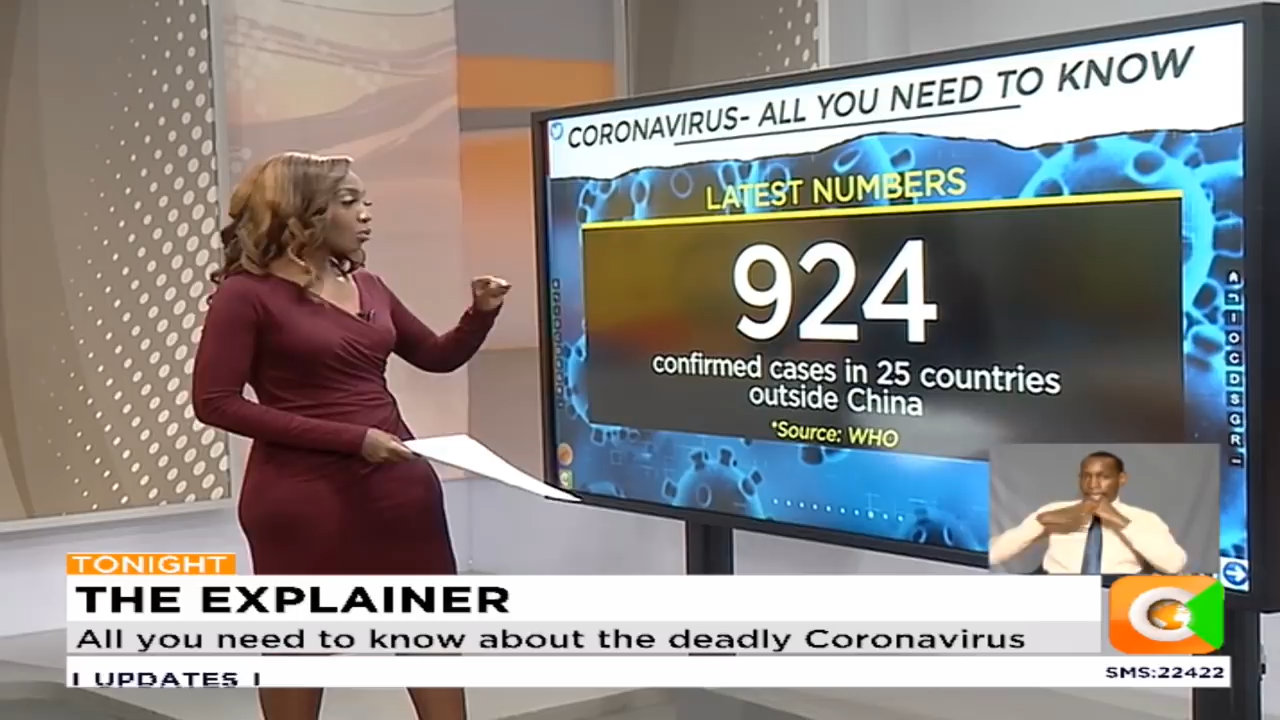 CORONAVIRUS- ALL YOU NEED TO KNOW
LATEST NUMBERS
924
confirmed cases in 25 countries
outside China
*Source: WHO
TONIGHT
THE EXPLAINER
All you need to know about the deadly Coronavirus
SMS:22422
| UPDATES |